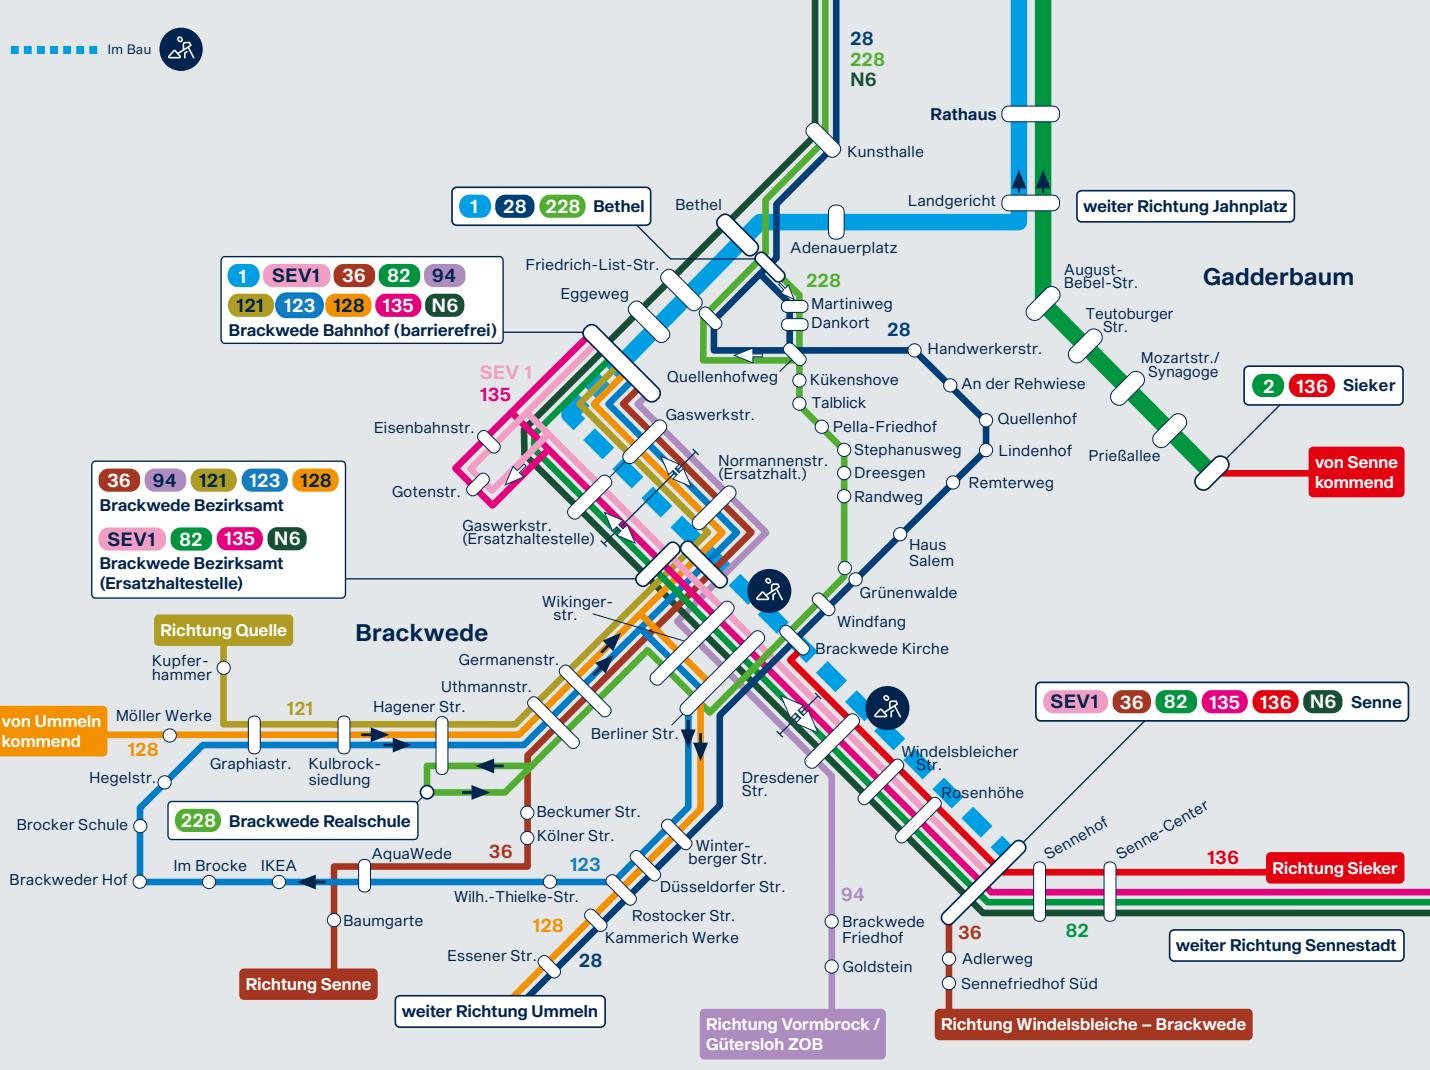 Im Bau
28
228
N6
Rathaus
Kunsthalle
1 28 228 Bethel
Bethel
Landgericht
weiter Richtung Jahnplatz
Adenauerplatz
1 SEV1 36 82 94
121 123 128 135 N6
Brackwede Bahnhof (barrierefrei)
Friedrich-List-Str.
Eggeweg
228
Martiniweg
Dankort
28
August-
Bebel-Str.
Gadderbaum
Teutoburger
Str.
Mozartstr./
Synagoge
Handwerkerstr.
SEV 1
135
Quellenhofweg
Kükenshove
An der Rehwiese
2 136 Sieker
Talblick
Gaswerkstr.
Eisenbahnstr.
Pella-Friedhof
Quellenhof
Stephanusweg
Lindenhof
Prießallee
von Senne
kommend
Normannenstr.
(Ersatzhalt.)
Dreesgen
Remterweg
Randweg
Gotenstr.
36 94 121 123 128
Brackwede Bezirksamt
SEV1 82 135 N6
Brackwede Bezirksamt
(Ersatzhaltestelle)
Gaswerkstr.
(Ersatzhaltestelle)
Haus
Salem
Grünenwalde
Wikinger-
str.
Windfang
Richtung Quelle
Brackwede
Brackwede Kirche
Kupfer-
hammer
Germanenstr.
Uthmannstr.
SEV1 36 82 135 136 N6 Senne
von Ummeln
kommend
Möller Werke
121
Hagener Str.
128
Berliner Str.
Graphiastr.
Kulbrock-
siedlung
Hegelstr.
Windelsbleicher
Str.
Dresdener
Str.
Rosenhöhe
228 Brackwede Realschule
Beckumer Str.
Kölner Str.
Brocker Schule
Sennehof
Senne-Center
36
AquaWede
123
Winter-
berger Str.
136
Richtung Sieker
Im Brocke
IKEA
Brackweder Hof
Wilh.-Thielke-Str.
Düsseldorfer Str.
94
Baumgarte
128
Rostocker Str.
Kammerich Werke
Brackwede
Friedhof
36
82
weiter Richtung Sennestadt
Essener Str.
28
Goldstein
Adlerweg
Sennefriedhof Süd
Richtung Senne
weiter Richtung Ummeln
Richtung Vormbrock /
Gütersloh ZOB
Richtung Windelsbleiche – Brackwede